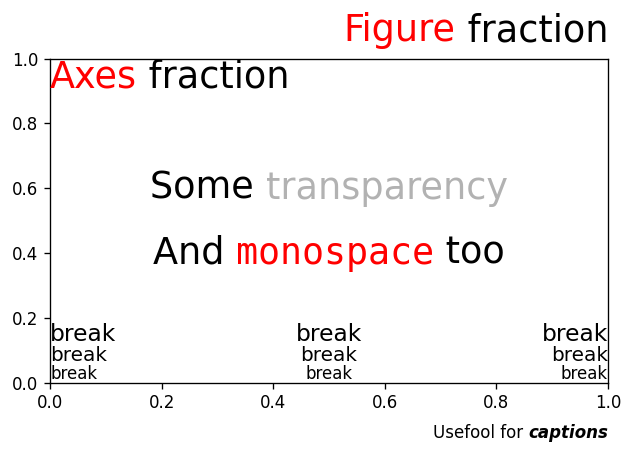 Figure fraction
1.0
Axes fraction
0.8
Some transparency
0.6
And monospace too
0.4
0.2
break break break
break break break
break break break
0.0
0.0 0.2 0.4 0.6 0.8 1.0
Usefool for captions